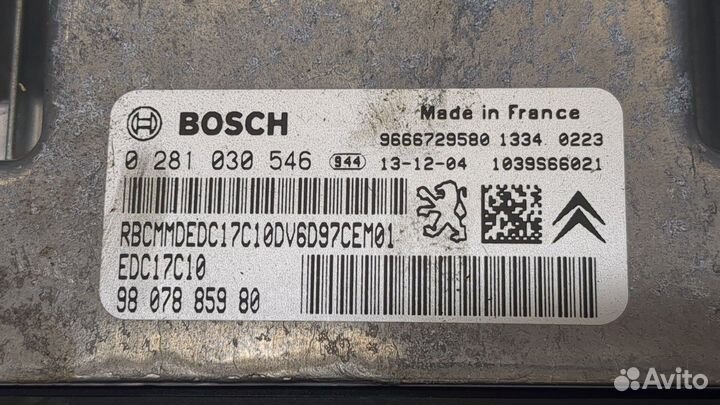 BOSCH
Made in France
9666729580 1334 0223
0 281 030 546 944 13-12-04 1039S66021
RBCMMDEDC17C10DV6D97CEM01
EDC17C10
98 078 859 80
Avito